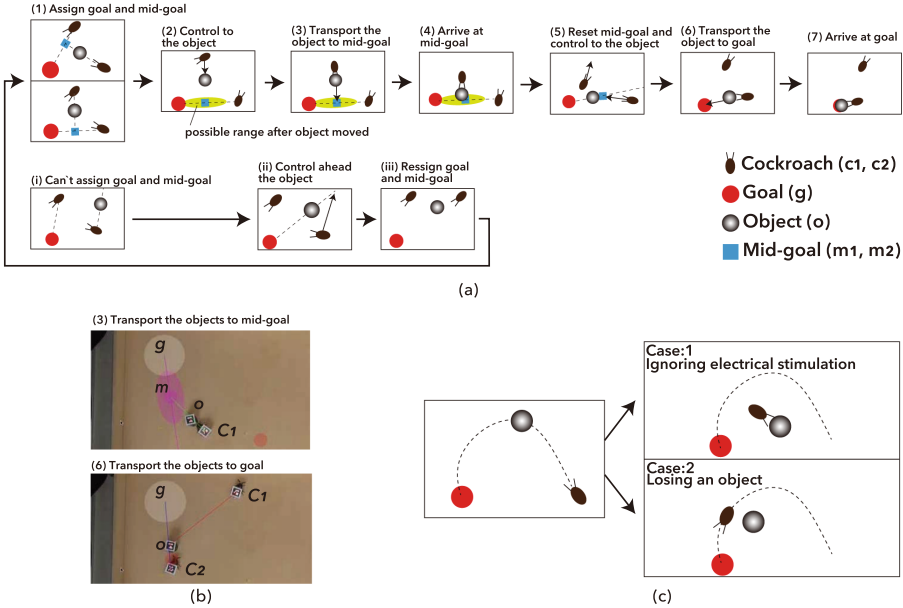 (1) Assign goal and mid-goal
(2) Control to
the object
(3) Transport the
object to mid-goal
(4) Arrive at
mid-goal
(5) Reset mid-goal and
control to the object
(6) Transport the
object to goal
(7) Arrive at goal
possible range after object moved
(i) Can`t assign goal and mid-goal
(ii) Control ahead
the object
(iii) Ressign goal
and mid-goal
Cockroach (c1, c2)
Goal (g)
Object (o)
Mid-goal (m1, m2)
(a)
(3) Transport the objects to mid-goal
g
m
o
C1
(6) Transport the objects to goal
g
C1
o
C2
(b)
Case:1
Ignoring electrical stimulation
Case:2
Losing an object
(c)